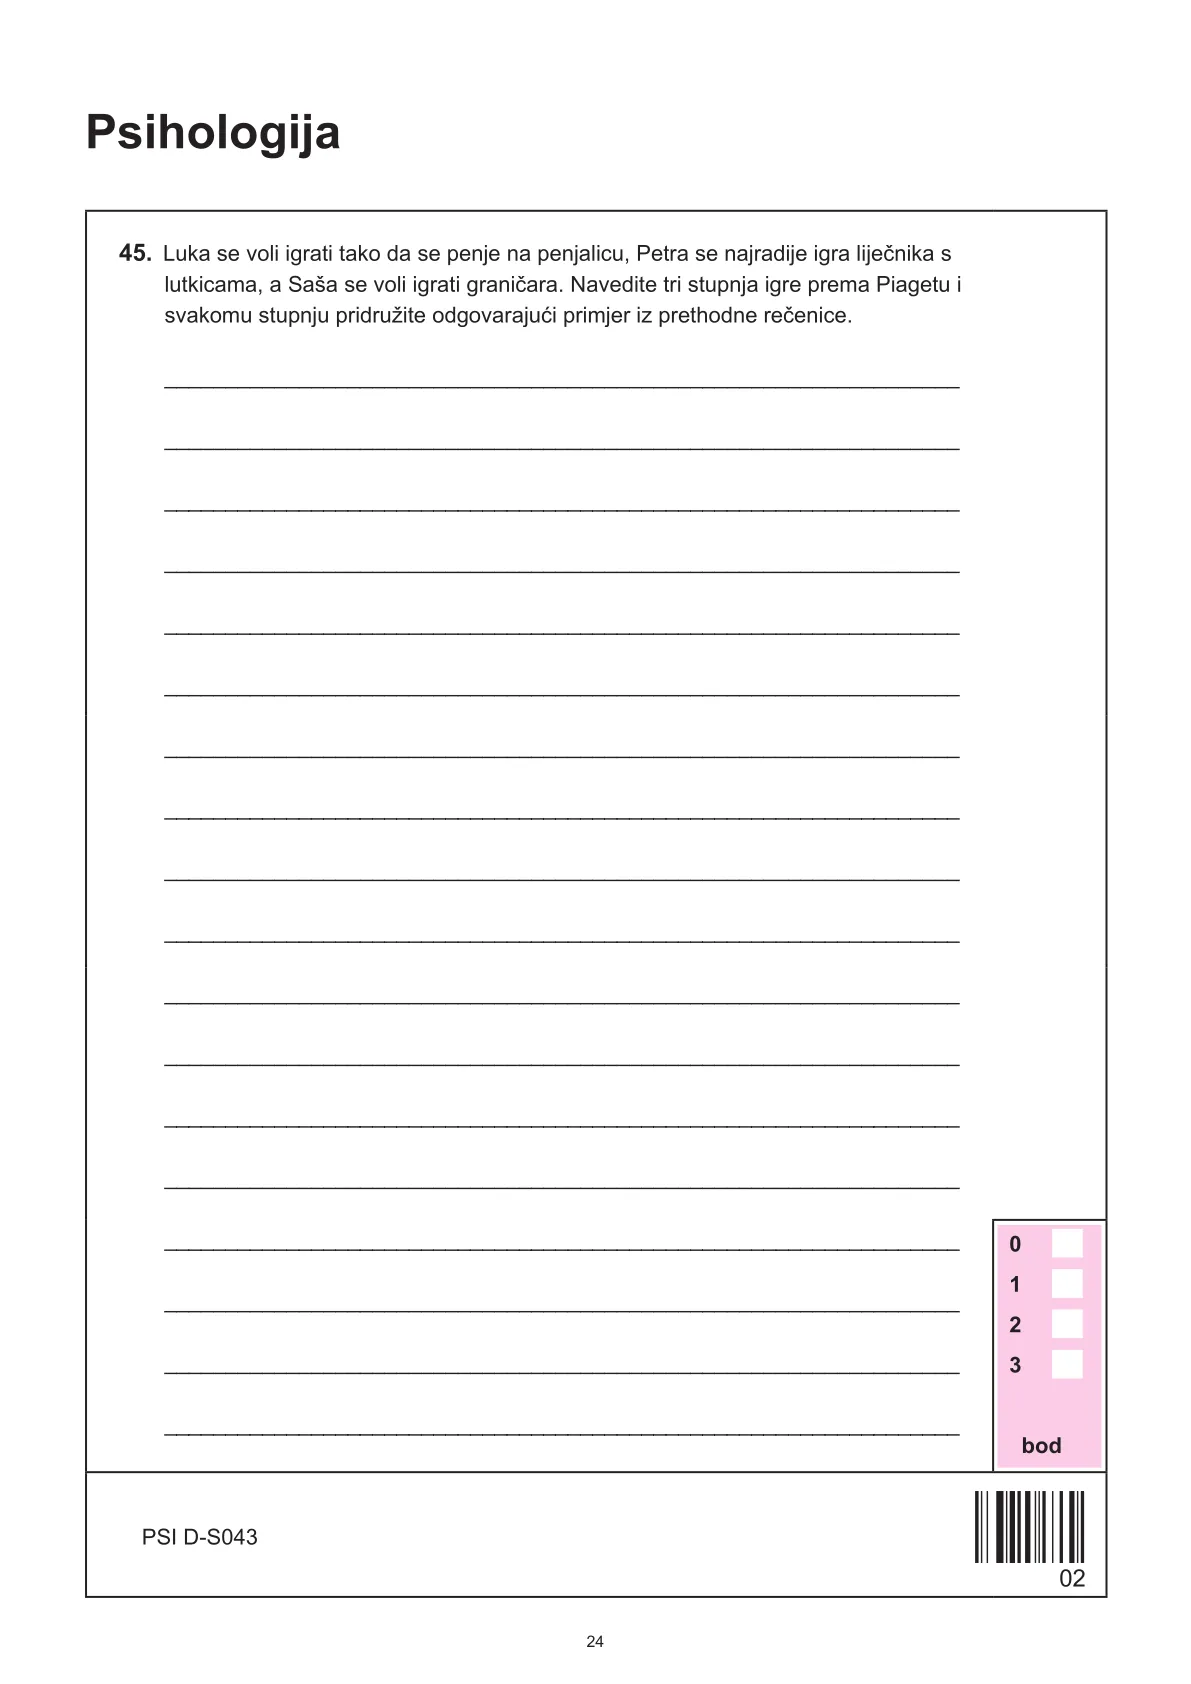 Psihologija
45. Luka se voli igrati tako da se penje na penjalicu, Petra se najradije igra liječnika s
lutkicama, a Saša se voli igrati graničara. Navedite tri stupnja igre prema Piagetu i
svakomu stupnju pridružite odgovarajući primjer iz prethodne rečenice.
0
1
2
3
bod
PSI D-S043
02
24